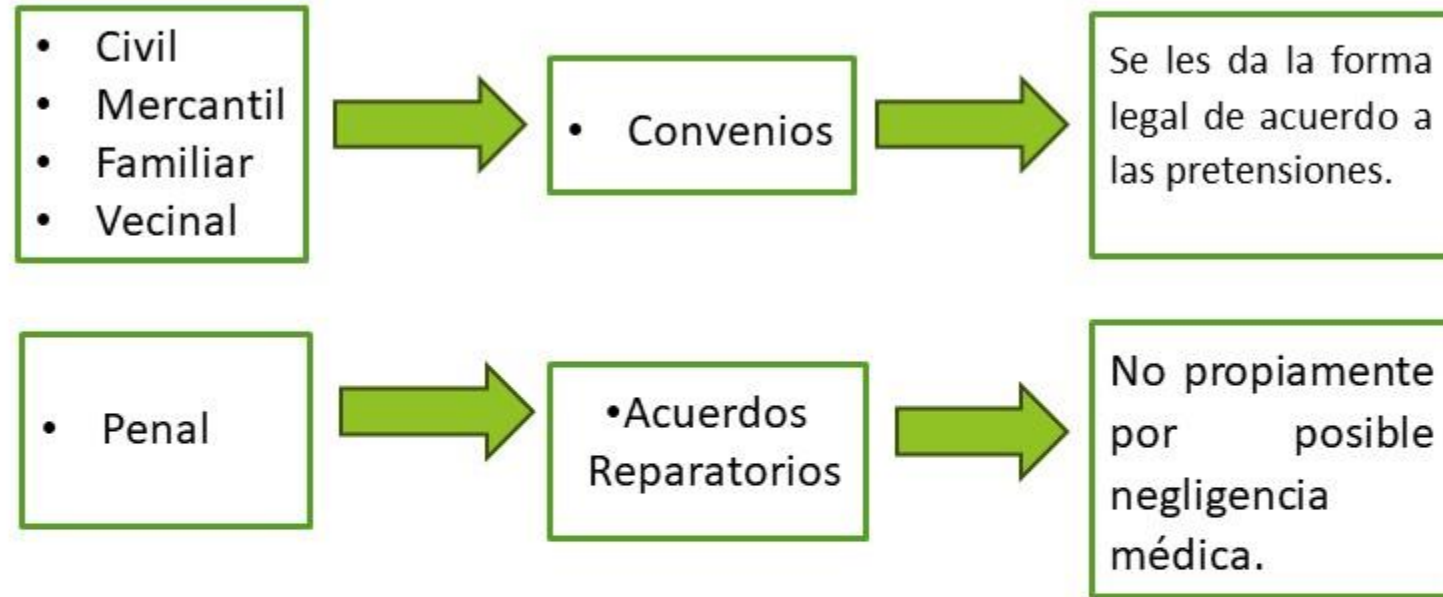 • Civil
• Mercantil
• Familiar
• Vecinal
• Convenios
Se les da la forma
legal de acuerdo a
las pretensiones.
• Penal
•Acuerdos
Reparatorios
No propiamente
por posible
negligencia
médica.